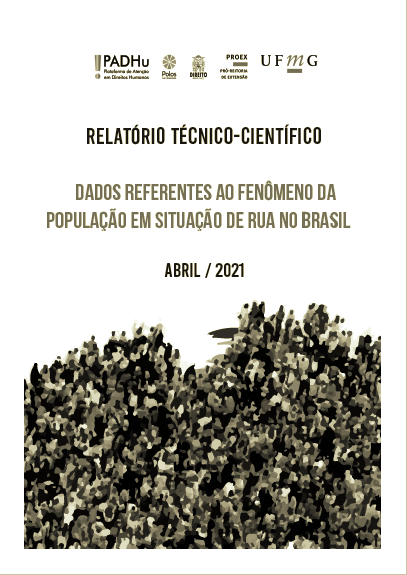 PADHu
Plataforma de Atenção
em Direitos Humanos
Polos
DIREITO
PROEX
PRÓ-REITORIA
DE EXTENSÃO
UFmG
RELATÓRIO TÉCNICO-CIENTÍFICO
DADOS REFERENTES AO FENÔMENO DA
POPULAÇÃO EM SITUAÇÃO DE RUA NO BRASIL
ABRIL / 2021